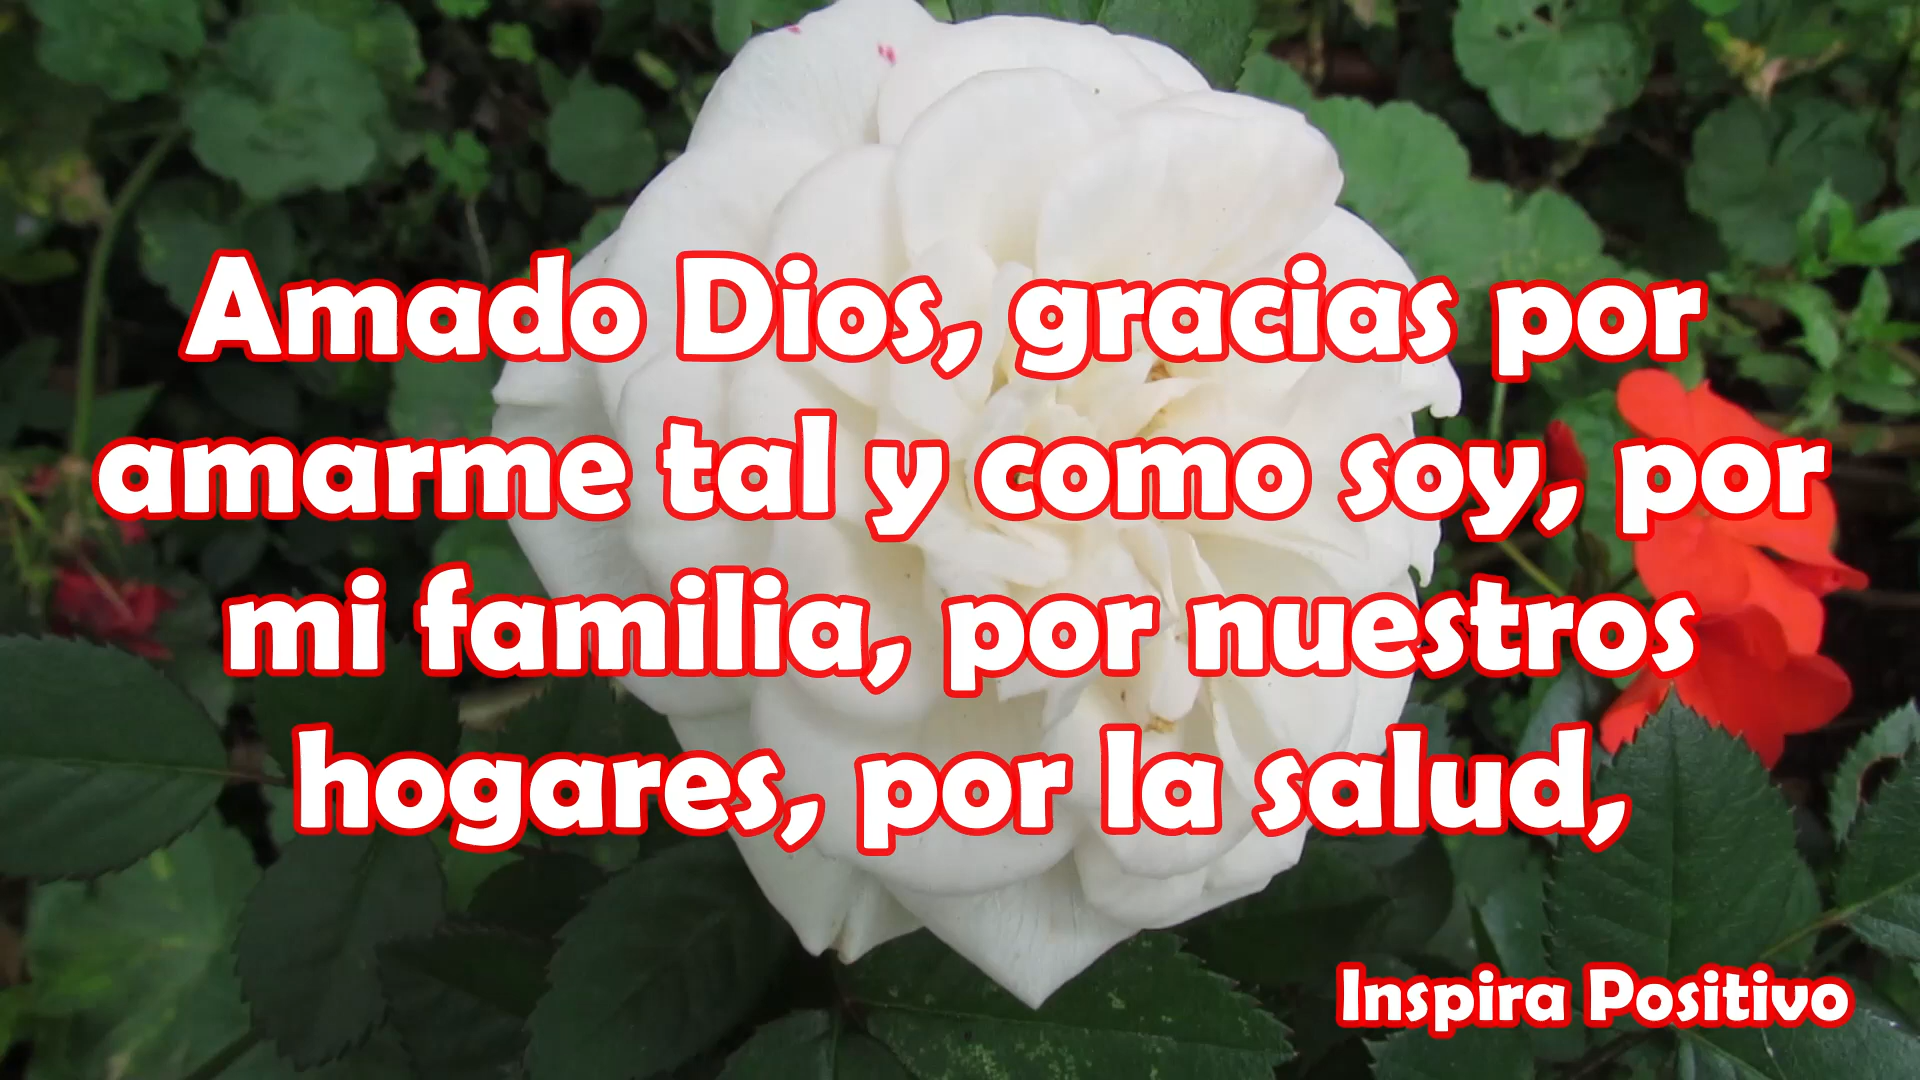 Amado Dios, gracias por
amarme tal y como soy, por
mi familia, por nuestros
hogares, por la salud,
Inspira Positivo